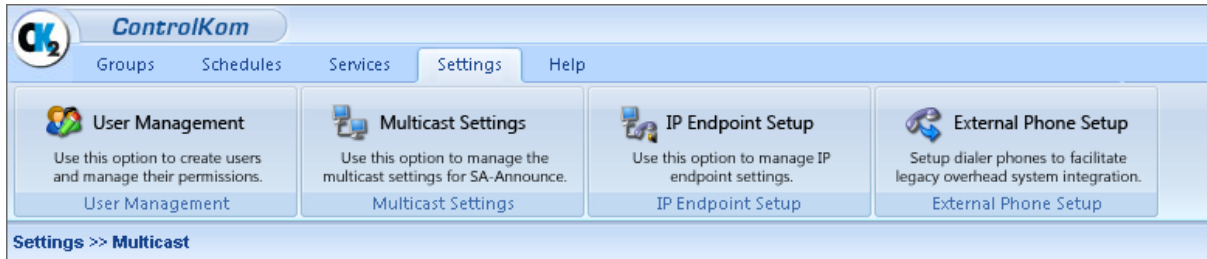 CK2 ControlKom
Groups Schedules Services Settings Help
User Management
Use this option to create users
and manage their permissions.
User Management
Multicast Settings
Use this option to manage the
multicast settings for SA-Announce.
Multicast Settings
IP Endpoint Setup
Use this option to manage IP
endpoint settings.
IP Endpoint Setup
External Phone Setup
Setup dialer phones to facilitate
legacy overhead system integration.
External Phone Setup
Settings >> Multicast